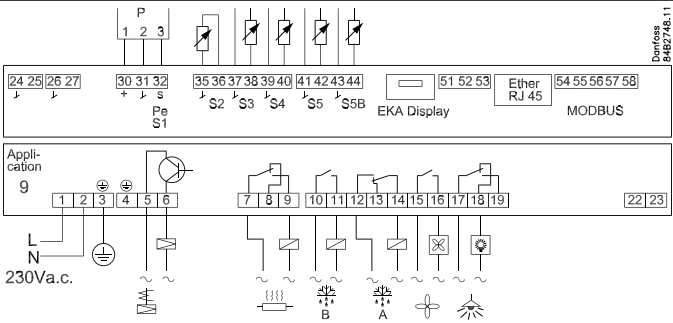 P
1 2 3
Danfoss
84B2748.11
24 25 26 27 30 31 32 35 36 37 38 39 40 41 42 43 44 51 52 53 54 55 56 57 58
+ s S2 S3 S4 S5 S5B
Pe
S1
EKA Display
Ether
RJ 45
MODBUS
Appli-
cation
9
1 2 3 4 5 6 7 8 9 10 11 12 13 14 15 16 17 18 19 22 23
L
N
230Va.c.
B A